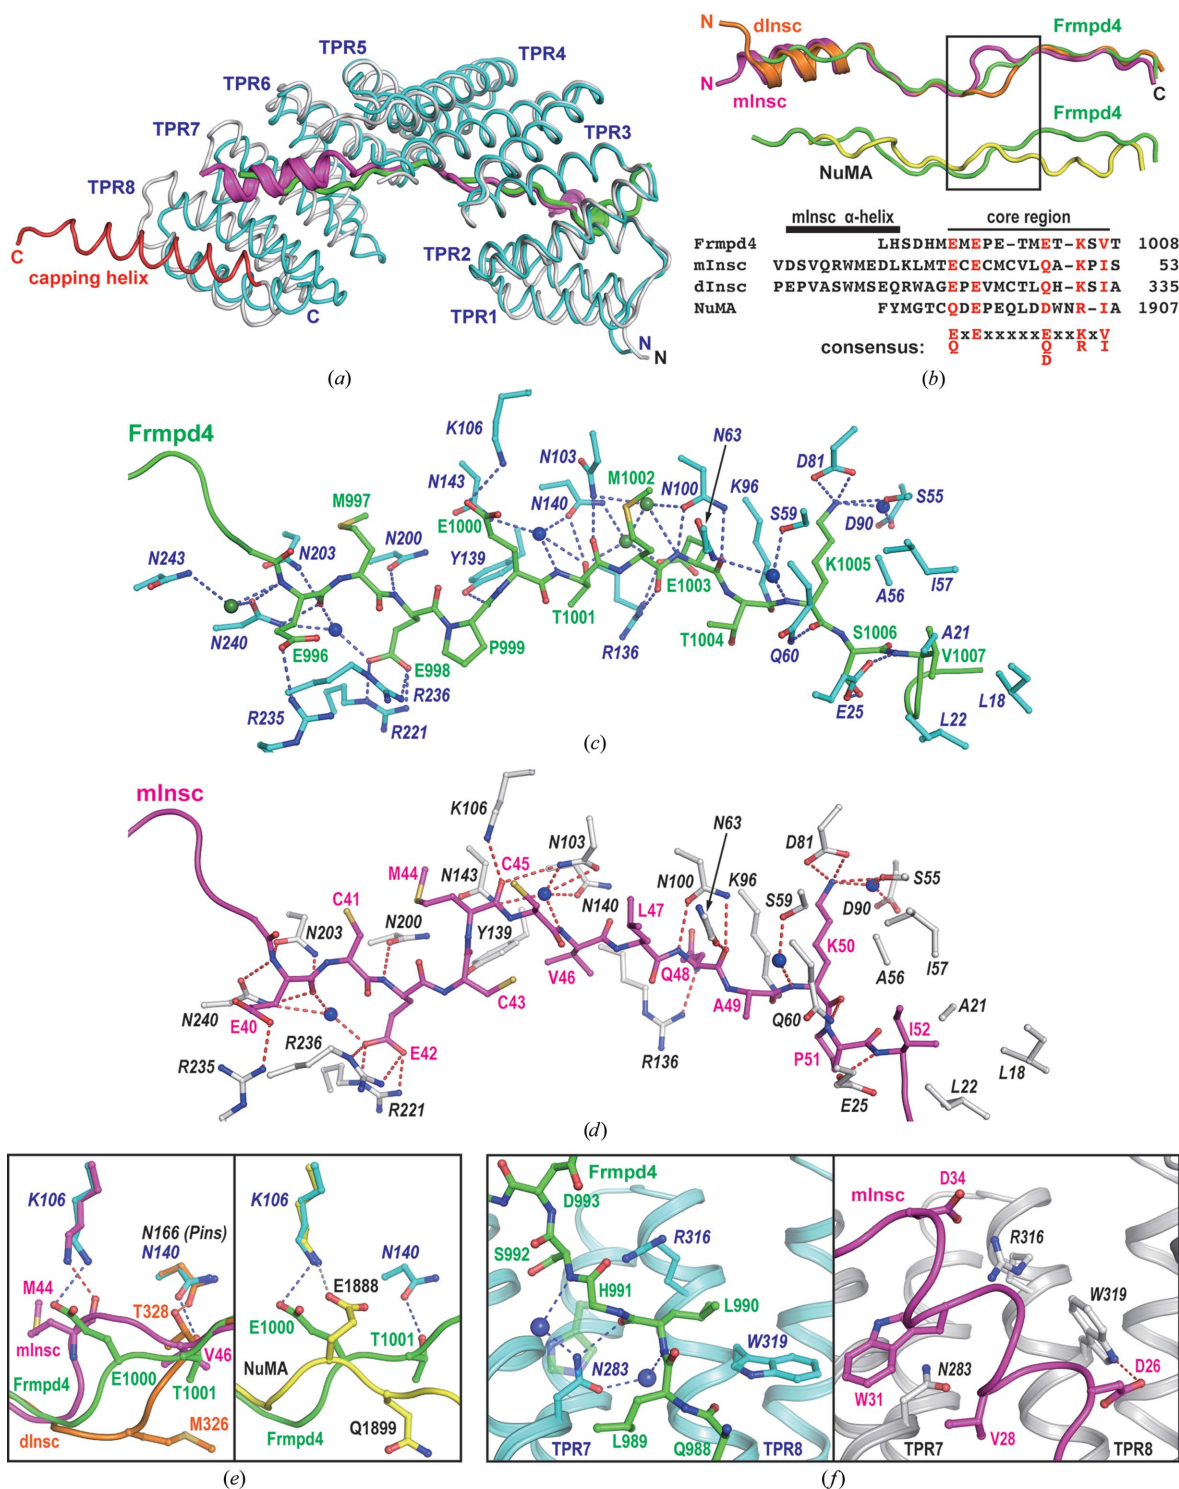 TPR5
TPR4
TPR6
TPR7
TPR3
TPR8
C
capping helix
TPR2
C
TPR1
N
N
(a)
N
dInsc
Frmpd4
N
mInsc
C
Frmpd4
NuMA
mInsc α-helix
core region
Frmpd4 LHSDHMEMEPE-TMET-KSVT 1008
mInsc VDSVQRWMEDLKLMTECECMCVLQA-KPIS 53
dInsc PEPVASWMSEQRWAGEPEVMCTLQH-KSIA 335
NuMA FYMGTCQDEPEQLDDWNR-IA 1907
consensus: ExExxxxxExxKxV
Q Q R I
D
(b)
Frmpd4
K106
N143
N103
M1002
N63
D81
M997
E1000
N140
N100
K96
S59
S55
D90
N243
N203
N200
Y139
E1003
K1005
I57
A56
N240
E996
T1001
T1004
S1006
A21
P999
R136
Q60
V1007
E998
R236
R235
R221
E25
L18
L22
(c)
mInsc
K106
N103
N63
D81
M44
C45
C41
N143
N100
K96
S59
S55
D90
N203
N200
N140
L47
Y139
K50
I57
A56
V46
Q48
N240
E40
C43
A49
Q60
A21
I52
R236
E42
R136
P51
R235
L18
L22
R221
E25
(d)
K106
N166 (Pins)
N140
M44
T328
mInsc
V46
Frmpd4
E1000
T1001
dInsc
M326
K106
N140
E1888
E1000
T1001
NuMA
Q1899
Frmpd4
(e)
Frmpd4
D993
S992
R316
H991
L990
W319
N283
L989
Q988
TPR7
TPR8
D34
mInsc
R316
W319
D26
N283
W31
V28
TPR7
TPR8
(f)